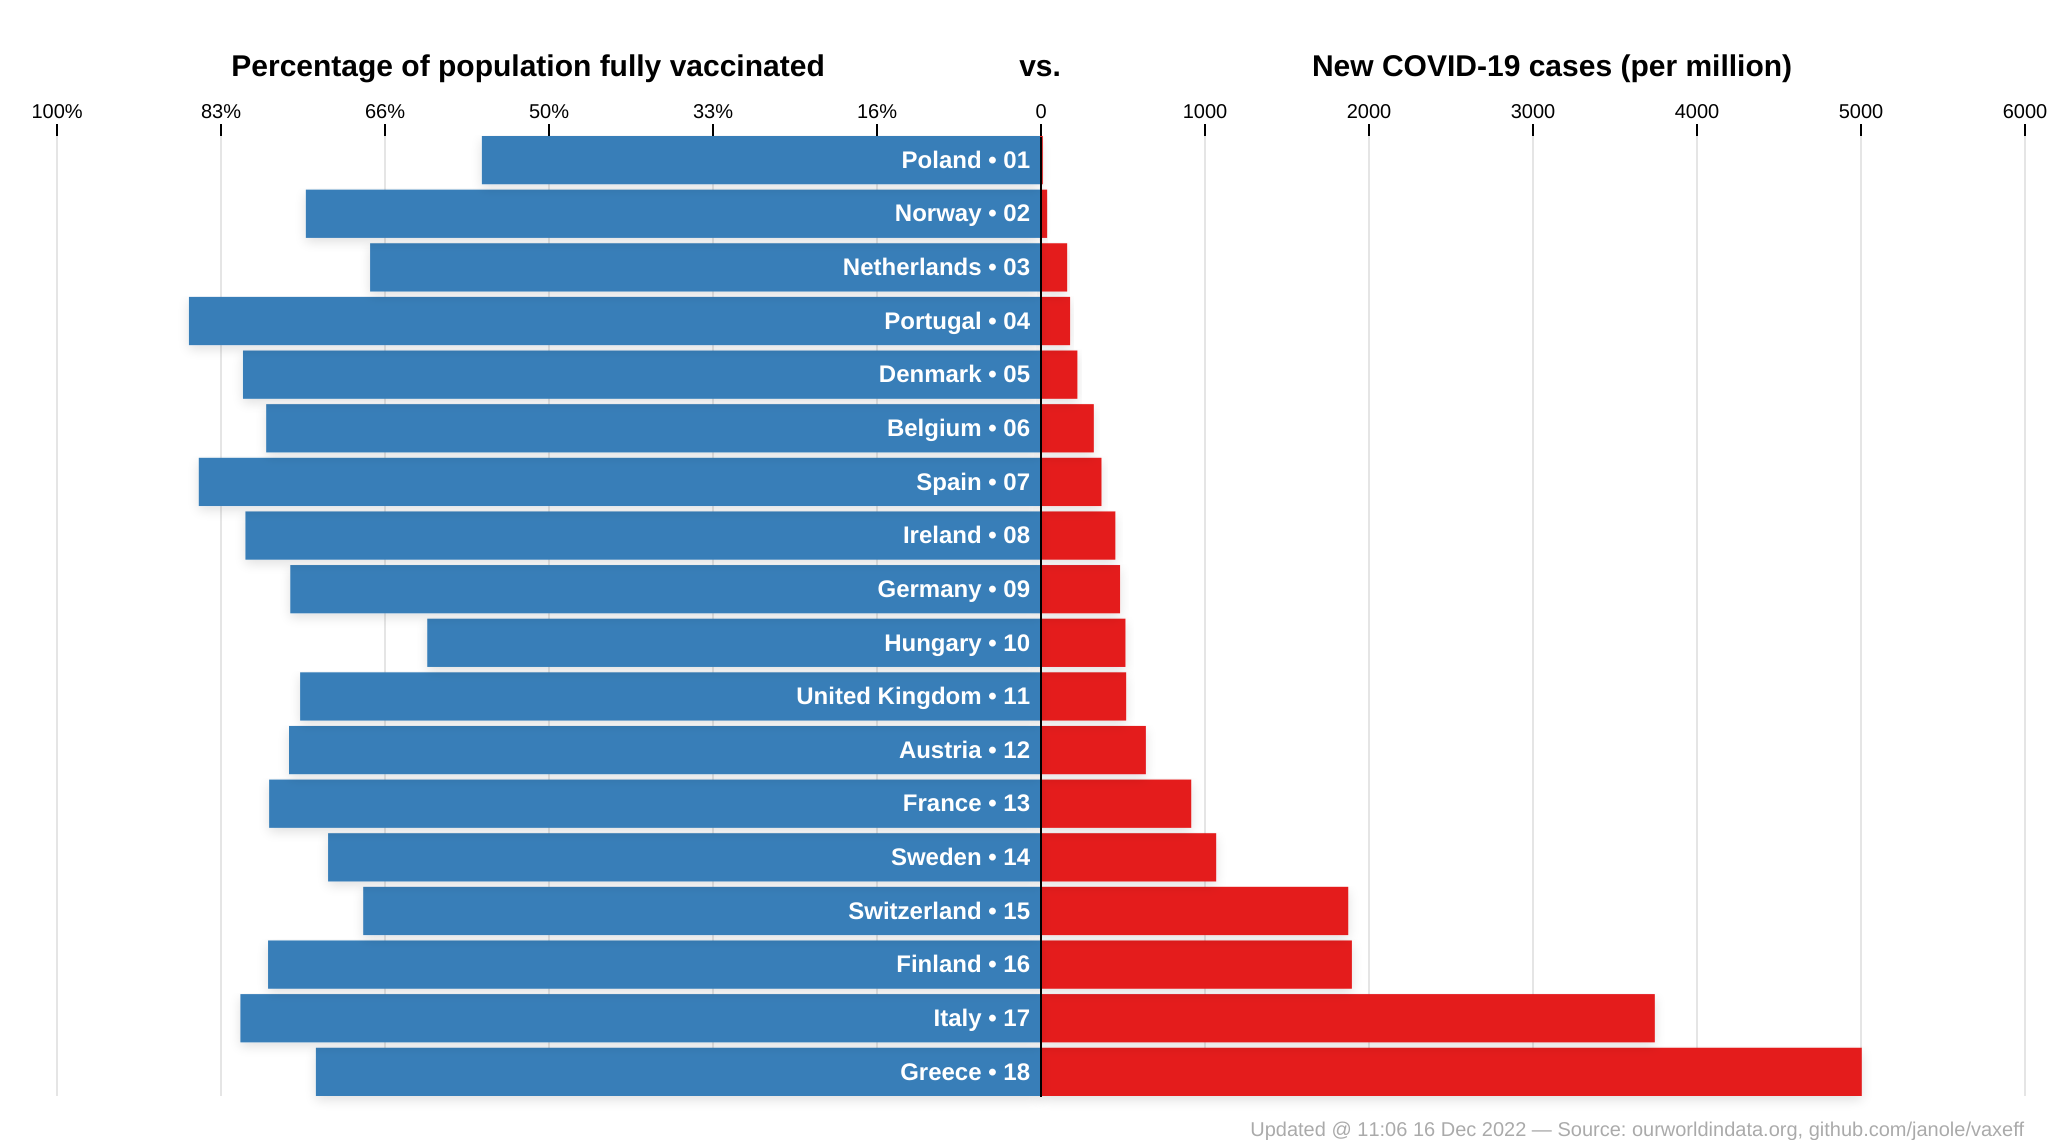 Percentage of population fully vaccinated vs. New COVID-19 cases (per million)
100% 83% 66% 50% 33% 16% 0 1000 2000 3000 4000 5000 6000
Poland • 01
Norway • 02
Netherlands • 03
Portugal • 04
Denmark • 05
Belgium • 06
Spain • 07
Ireland • 08
Germany • 09
Hungary • 10
United Kingdom • 11
Austria • 12
France • 13
Sweden • 14
Switzerland • 15
Finland • 16
Italy • 17
Greece • 18
Updated @ 11:06 16 Dec 2022 — Source: ourworldindata.org, github.com/janole/vaxeff